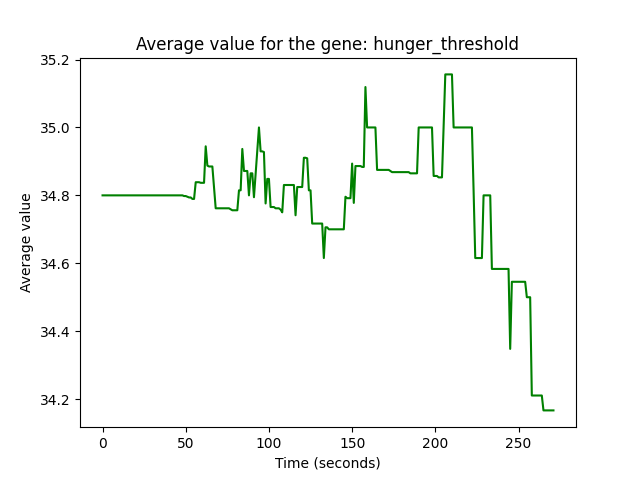 Average value for the gene: hunger_threshold
35.2
35.0
34.8
34.6
34.4
34.2
Average value
0 50 100 150 200 250
Time (seconds)